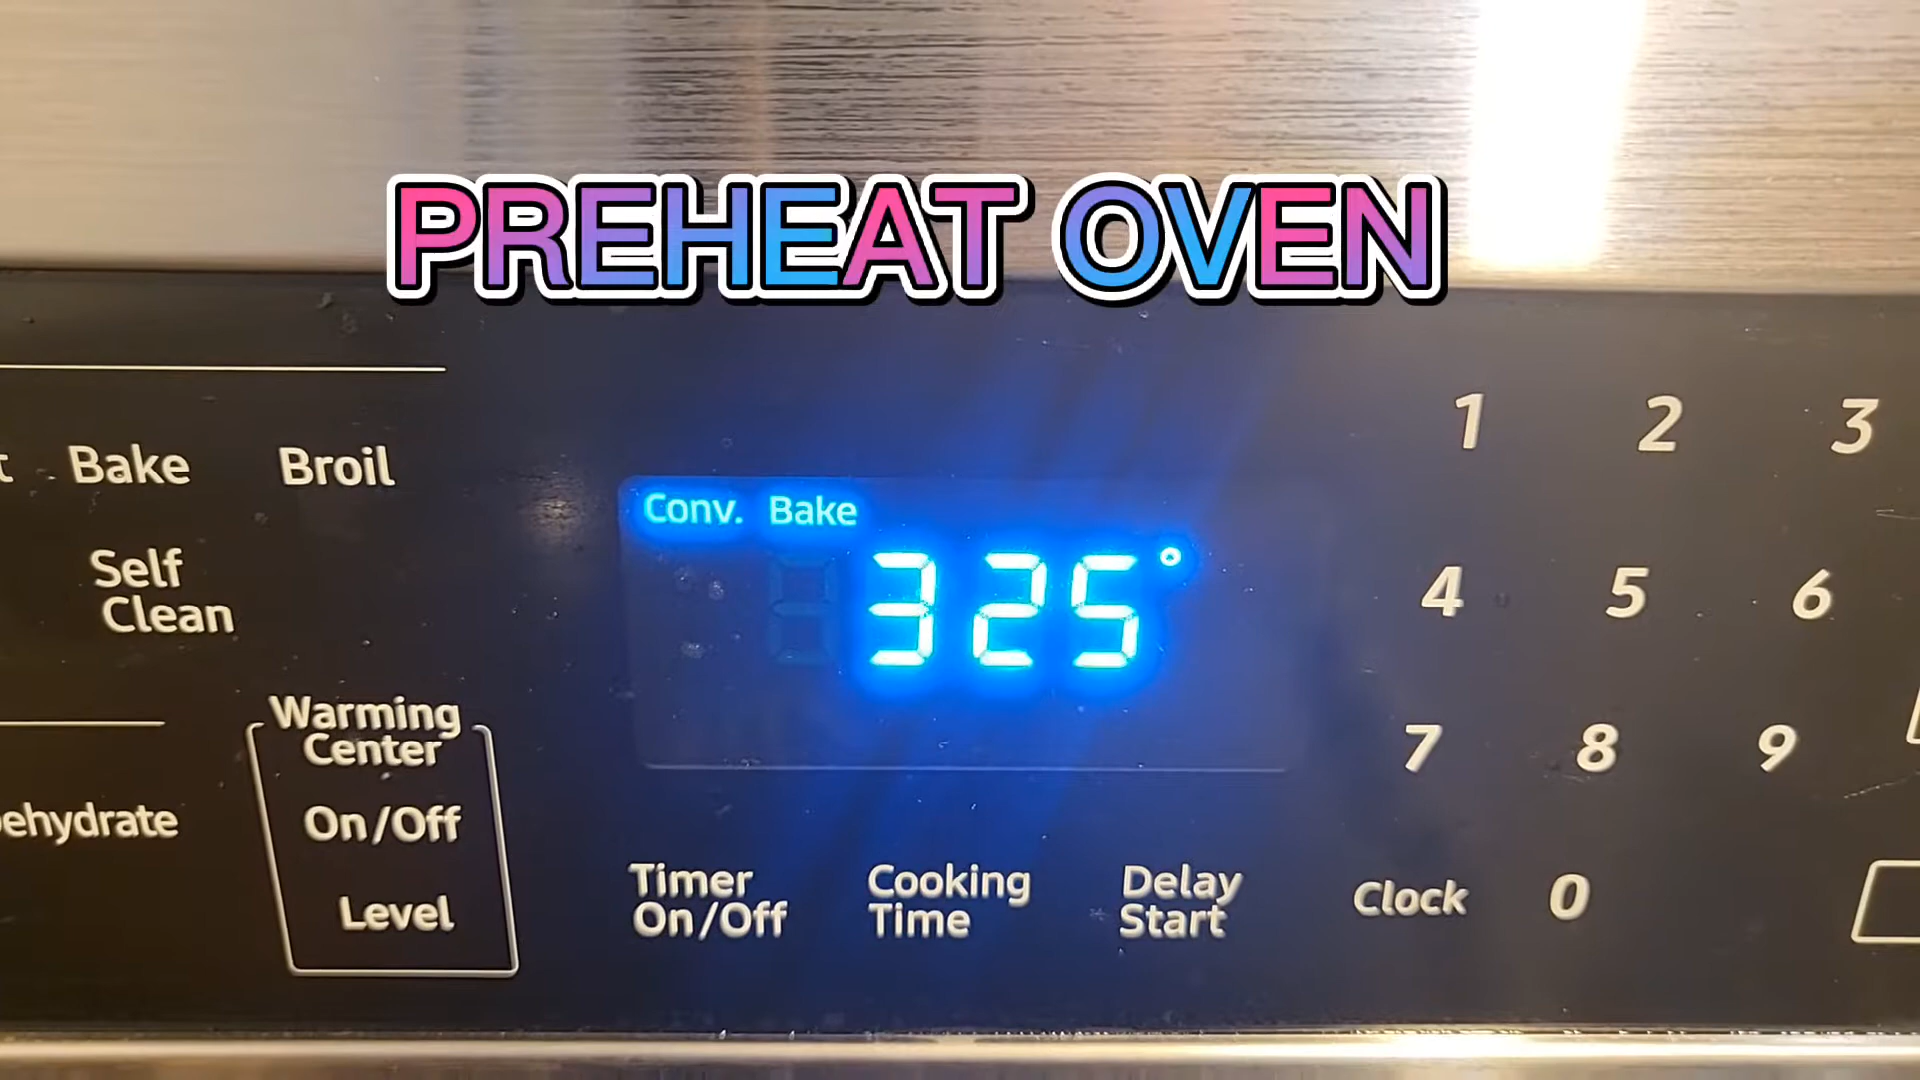 PREHEAT OVEN
Bake
Broil
Self
Clean
Warming
Center
On/Off
Level
Conv. Bake
325°
Timer
On/Off
Cooking
Time
Delay
Start
1 2 3
4 5 6
7 8 9
Clock 0